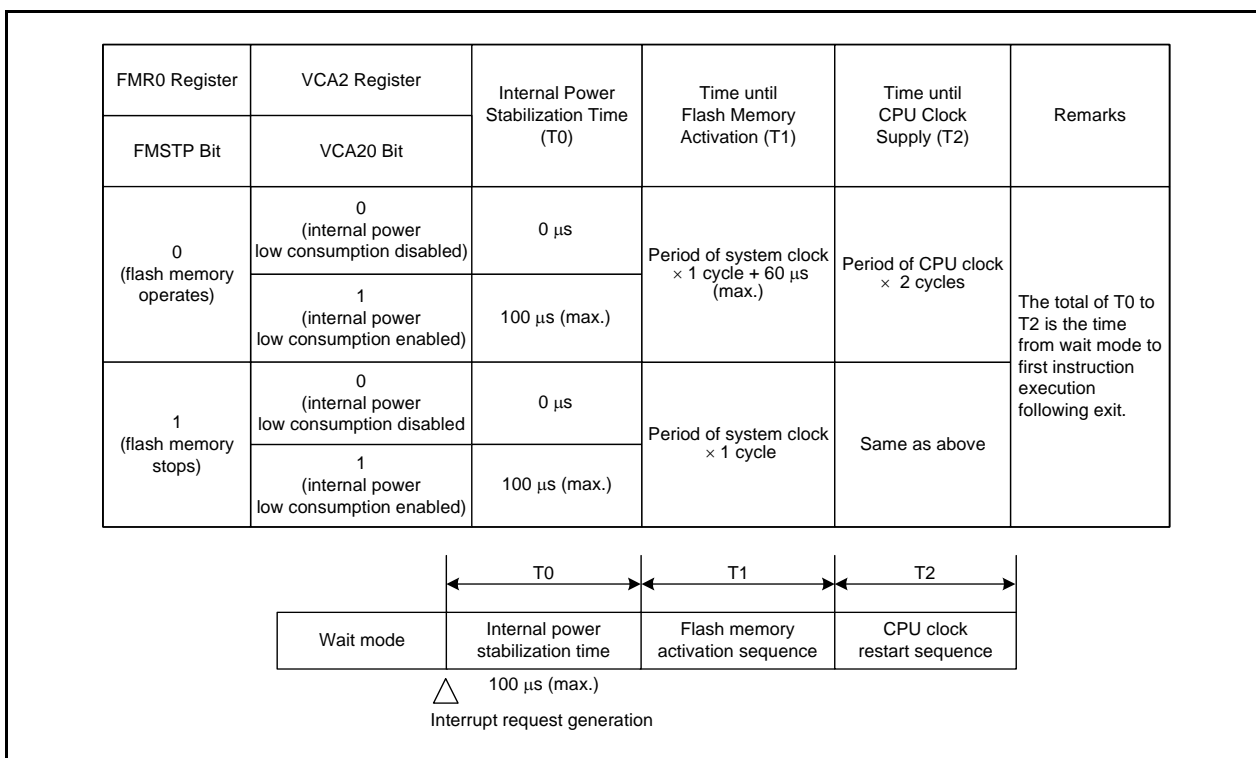 FMR0 Register
VCA2 Register
Internal Power
Stabilization Time
(T0)
Time until
Flash Memory
Activation (T1)
Time until
CPU Clock
Supply (T2)
Remarks
FMSTP Bit
VCA20 Bit
0
(flash memory
operates)
0
(internal power
low consumption disabled)
0 µs
Period of system clock
× 1 cycle + 60 µs
(max.)
Period of CPU clock
× 2 cycles
The total of T0 to
T2 is the time
from wait mode to
first instruction
execution
following exit.
1
(internal power
low consumption enabled)
100 µs (max.)
1
(flash memory
stops)
0
(internal power
low consumption disabled
0 µs
Period of system clock
× 1 cycle
Same as above
1
(internal power
low consumption enabled)
100 µs (max.)
T0
T1
T2
Wait mode
Internal power
stabilization time
Flash memory
activation sequence
CPU clock
restart sequence
100 µs (max.)
Interrupt request generation